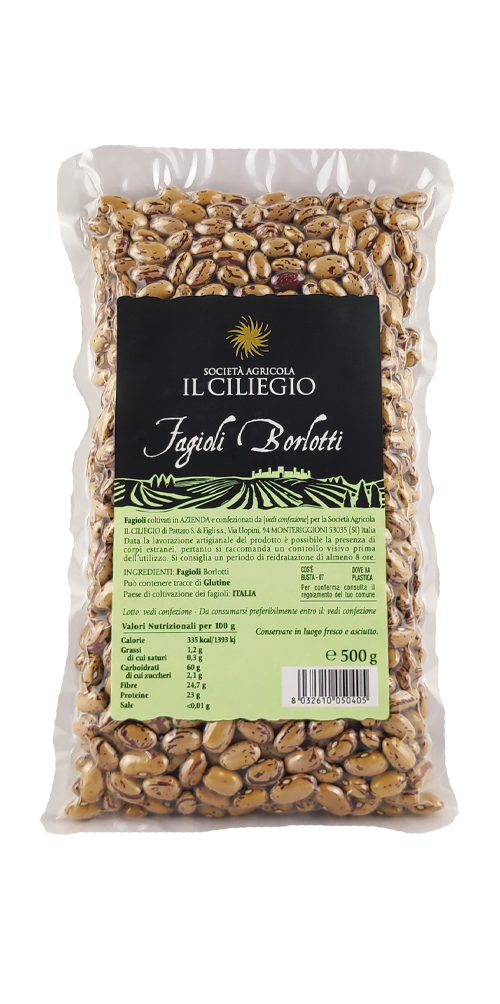 SOCIETÀ AGRICOLA
IL CILIEGIO
Fagioli Borlotti
Fagioli coltivati in AZIENDA e confezionati da [vedi confezione] per la Società Agricola
IL CILIEGIO di Pattaro S. & Figli s.s., Via Uopini, 94 MONTERIGGIONI 53035 (SI) Italia
Data la lavorazione artigianale del prodotto è possibile la presenza di
corpi estranei, pertanto si raccomanda un controllo visivo prima
dell'utilizzo. Si consiglia un periodo di reidratazione di almeno 8 ore.
INGREDIENTI: Fagioli Borlotti
Può contenere tracce di Glutine
Paese di coltivazione dei fagioli: ITALIA
COS'È DOVE VA
BUSTA - 07 PLASTICA
Per conferma consulta il
regolamento del tuo comune
Lotto: vedi confezione - Da consumarsi preferibilmente entro il: vedi confezione
Valori Nutrizionali per 100 g
Calorie 335 kcal/1393 kj
Grassi 1,2 g
di cui saturi 0,3 g
Carboidrati 60 g
di cui zuccheri 2,1 g
Fibre 24,7 g
Proteine 23 g
Sale <0,01 g
Conservare in luogo fresco e asciutto.
℮ 500 g
8 032610 050405